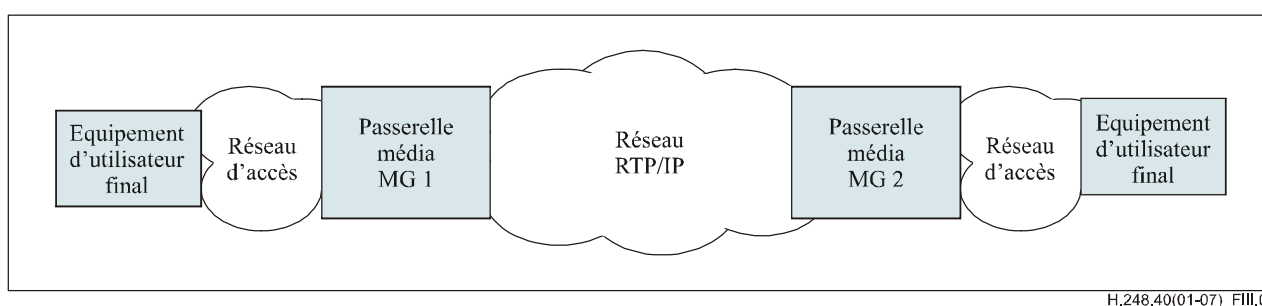 Equipement
d'utilisateur
final
Réseau
d'accès
Passerelle
média
MG 1
Réseau
RTP/IP
Passerelle
média
MG 2
Réseau
d'accès
Equipement
d'utilisateur
final
H.248.40(01-07)_FIII.